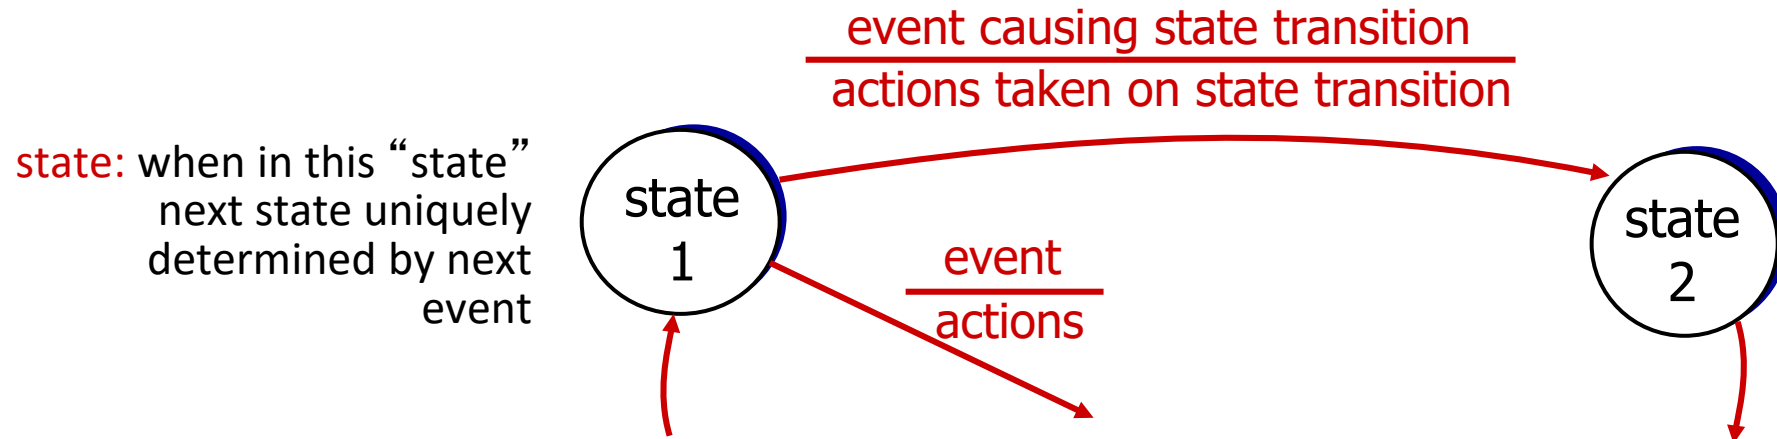 event causing state transition
actions taken on state transition
state: when in this “state”
next state uniquely
determined by next
event
state
1
event
actions
state
2